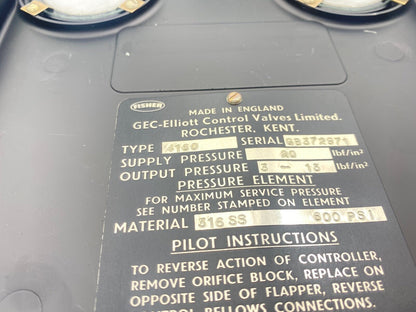 FISHER
MADE IN ENGLAND
GEC-Elliott Control Valves Limited.
ROCHESTER, KENT.
TYPE 4160 SERIAL GB372971
SUPPLY PRESSURE 20 lbf/in²
OUTPUT PRESSURE 3 - 15 lbf/in²
PRESSURE ELEMENT
FOR MAXIMUM SERVICE PRESSURE
SEE NUMBER STAMPED ON ELEMENT
MATERIAL 316 SS 600 PSI
PILOT INSTRUCTIONS
TO REVERSE ACTION OF CONTROLLER,
REMOVE ORIFICE BLOCK, REPLACE ON
OPPOSITE SIDE OF FLAPPER, REVERSE
CONTROL BELLOWS CONNECTIONS.